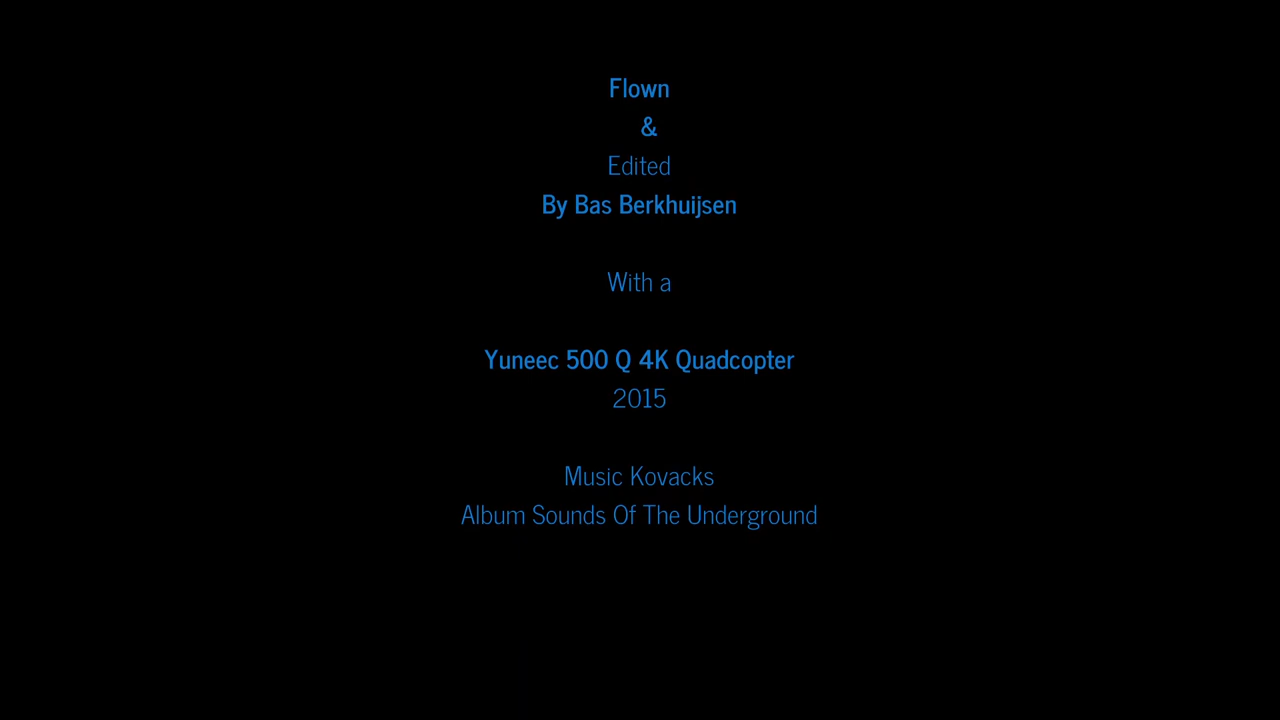 Flown
&
Edited
By Bas Berkhuijsen
With a
Yuneec 500 Q 4K Quadcopter
2015
Music Kovacks
Album Sounds Of The Underground